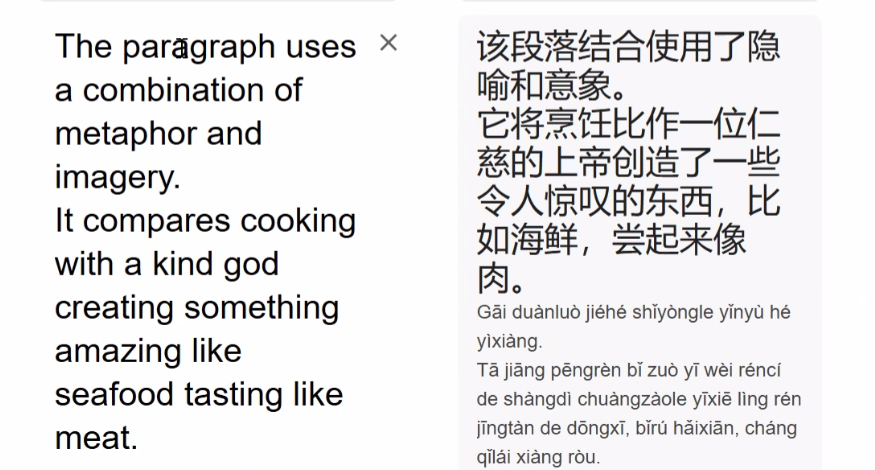 The paragraph uses
a combination of
metaphor and
imagery.
It compares cooking
with a kind god
creating something
amazing like
seafood tasting like
meat.
该段落结合使用了隐
喻和意象。
它将烹饪比作一位仁
慈的上帝创造了一些
令人惊叹的东西，比
如海鲜，尝起来像
肉。
Gāi duànluò jiéhé shǐyòngle yǐnyù hé
yìxiàng.
Tā jiāng pēngrèn bǐ zuò yī wèi réncí
de shàngdì chuàngzàole yīxiē lìng rén
jīngtàn de dōngxī, bǐrú hǎixiān, cháng
qǐlái xiàng ròu.